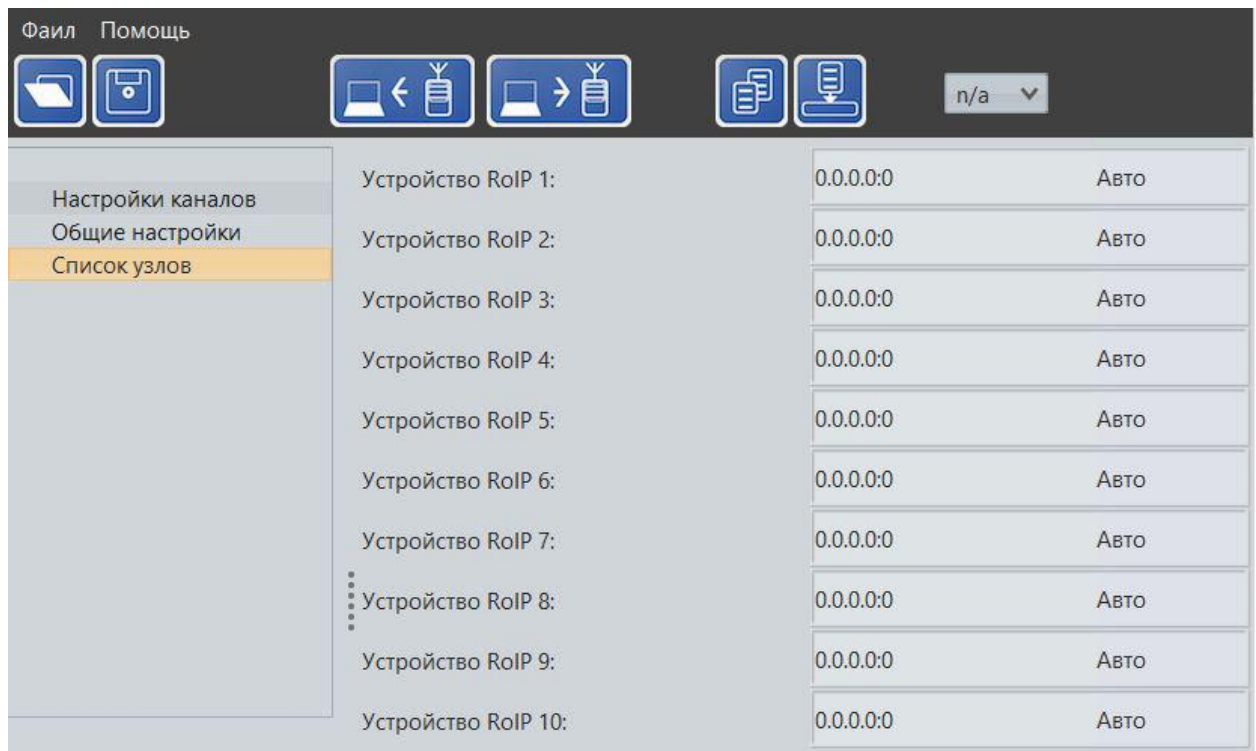 Фаил Помощь
n/a
Настройки каналов
Общие настройки
Список узлов
Устройство RoIP 1: 0.0.0.0:0 Авто
Устройство RoIP 2: 0.0.0.0:0 Авто
Устройство RoIP 3: 0.0.0.0:0 Авто
Устройство RoIP 4: 0.0.0.0:0 Авто
Устройство RoIP 5: 0.0.0.0:0 Авто
Устройство RoIP 6: 0.0.0.0:0 Авто
Устройство RoIP 7: 0.0.0.0:0 Авто
Устройство RoIP 8: 0.0.0.0:0 Авто
Устройство RoIP 9: 0.0.0.0:0 Авто
Устройство RoIP 10: 0.0.0.0:0 Авто